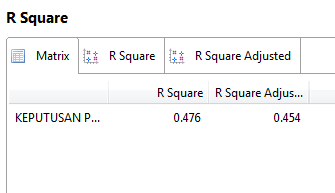 R Square
Matrix R Square R Square Adjusted
R Square R Square Adjus...
KEPUTUSAN P... 0.476 0.454